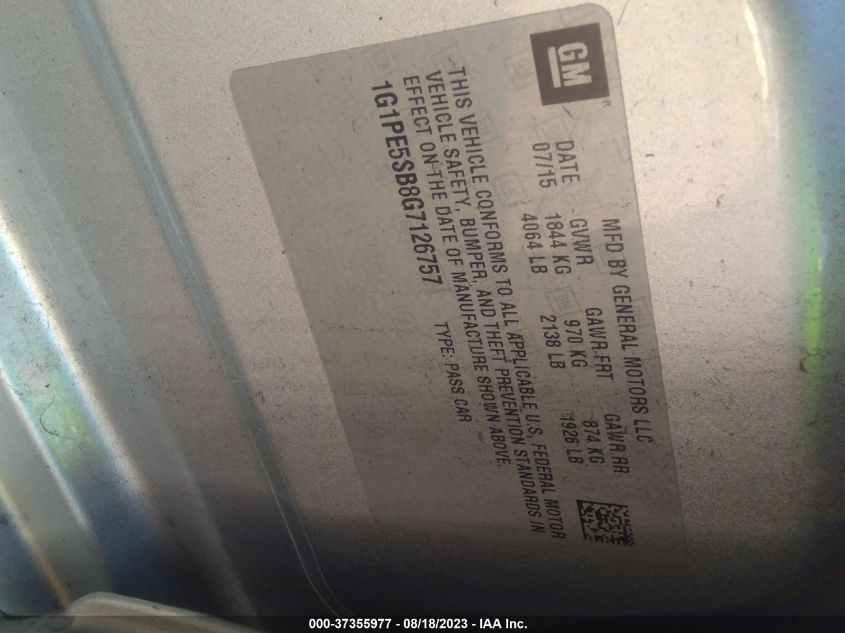 GM
MFD BY GENERAL MOTORS LLC
DATE GVWR GAWR FRT GAWR RR
07/15 1844 KG 970 KG 874 KG
4064 LB 2138 LB 1926 LB
THIS VEHICLE CONFORMS TO ALL APPLICABLE U.S. FEDERAL MOTOR
VEHICLE SAFETY, BUMPER, AND THEFT PREVENTION STANDARDS IN
EFFECT ON THE DATE OF MANUFACTURE SHOWN ABOVE.
1G1PE5SB8G7126757 TYPE: PASS CAR
000-37355977 - 08/18/2023 - IAA Inc.